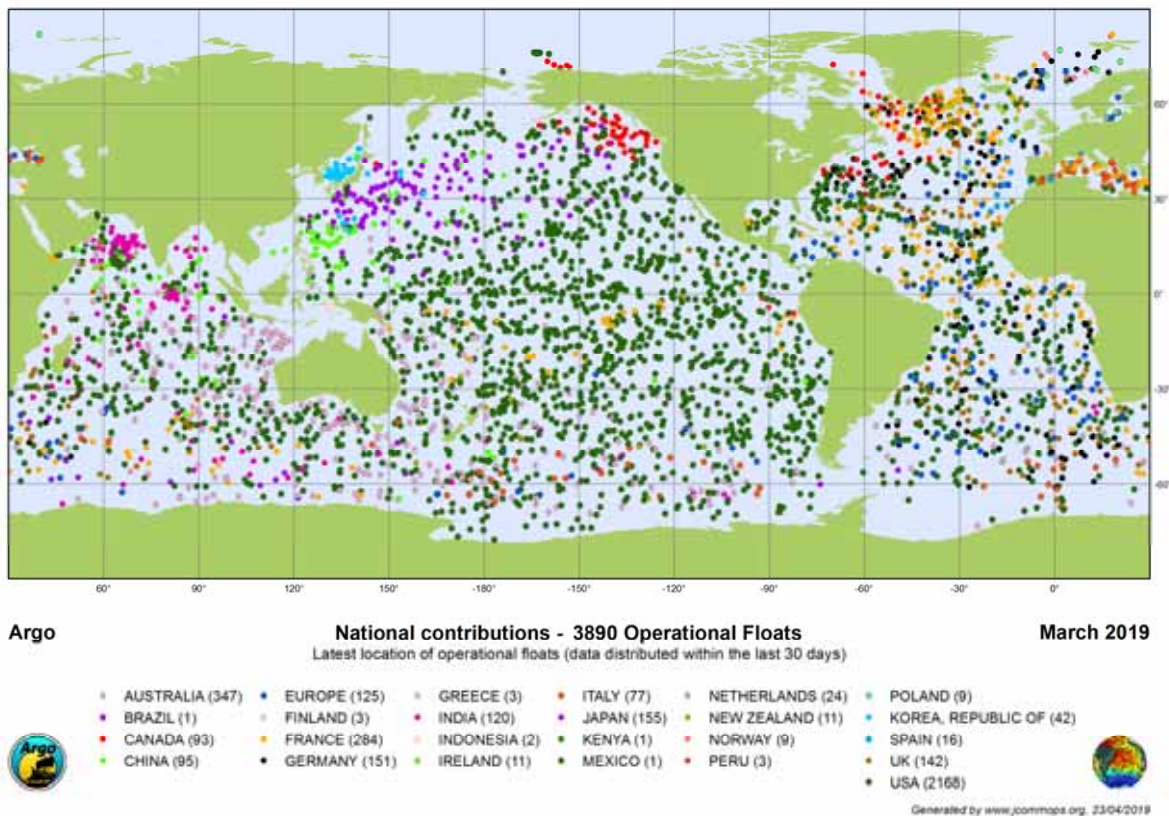 60°
30°
0°
-30°
-60°
60° 90° 120° 150° -180° -150° -120° -90° -60° -30° 0°
Argo National contributions - 3890 Operational Floats March 2019
Latest location of operational floats (data distributed within the last 30 days)
AUSTRALIA (347) EUROPE (125) GREECE (3) ITALY (77) NETHERLANDS (24) POLAND (9)
BRAZIL (1) FINLAND (3) INDIA (120) JAPAN (155) NEW ZEALAND (11) KOREA, REPUBLIC OF (42)
CANADA (93) FRANCE (284) INDONESIA (2) KENYA (1) NORWAY (9) SPAIN (16)
CHINA (95) GERMANY (151) IRELAND (11) MEXICO (1) PERU (3) UK (142)
USA (2168)
Argo
Generated by www.jcommops.org, 23/04/2019